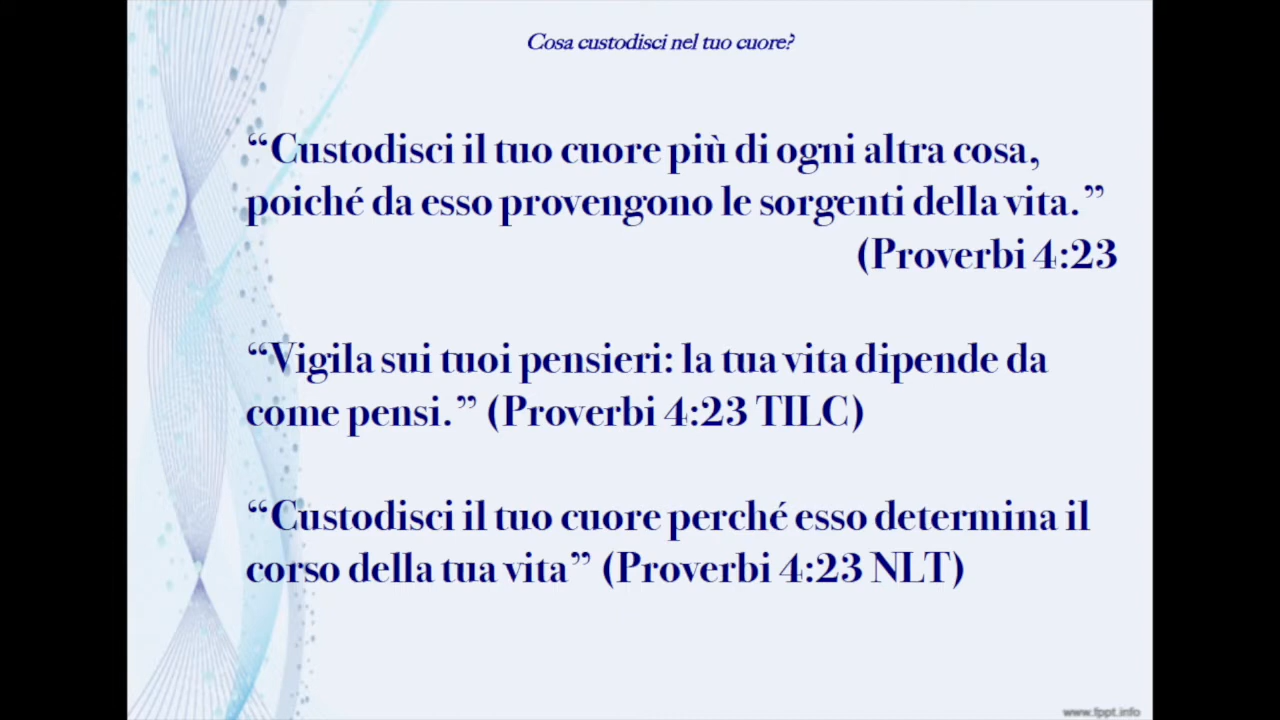 Cosa custodisci nel tuo cuore?
“Custodisci il tuo cuore più di ogni altra cosa,
poiché da esso provengono le sorgenti della vita.”
(Proverbi 4:23
“Vigila sui tuoi pensieri: la tua vita dipende da
come pensi.” (Proverbi 4:23 TILC)
“Custodisci il tuo cuore perché esso determina il
corso della tua vita” (Proverbi 4:23 NLT)
www.fppt.info